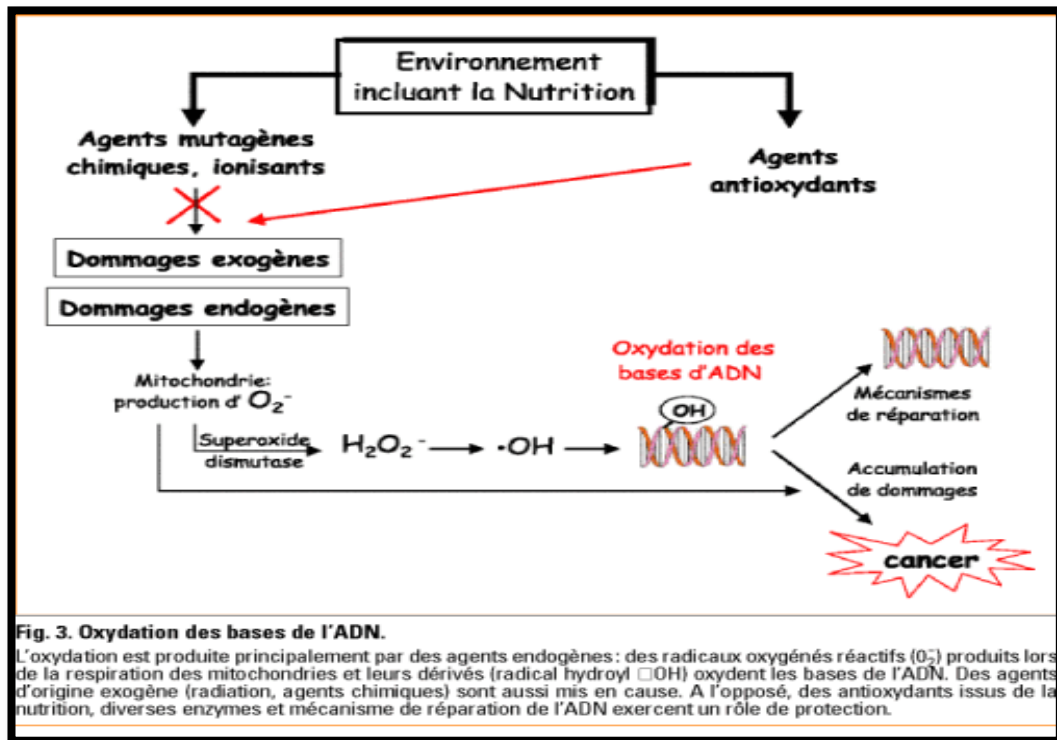 Environnement
incluant la Nutrition
Agents mutagènes
chimiques, ionisants
Agents
antioxydants
Dommages exogènes
Dommages endogènes
Mitochondrie:
production d' O₂⁻
Superoxide
dismutase
H₂O₂⁻
·OH
Oxydation des
bases d'ADN
OH
Mécanismes
de réparation
Accumulation
de dommages
cancer
Fig. 3. Oxydation des bases de l'ADN.
L'oxydation est produite principalement par des agents endogènes: des radicaux oxygénés réactifs (0₂⁻) produits lors
de la respiration des mitochondries et leurs dérivés (radical hydroyl □OH) oxydent les bases de l'ADN. Des agents
d'origine exogène (radiation, agents chimiques) sont aussi mis en cause. A l'opposé, des antioxydants issus de la
nutrition, diverses enzymes et mécanisme de réparation de l'ADN exercent un rôle de protection.